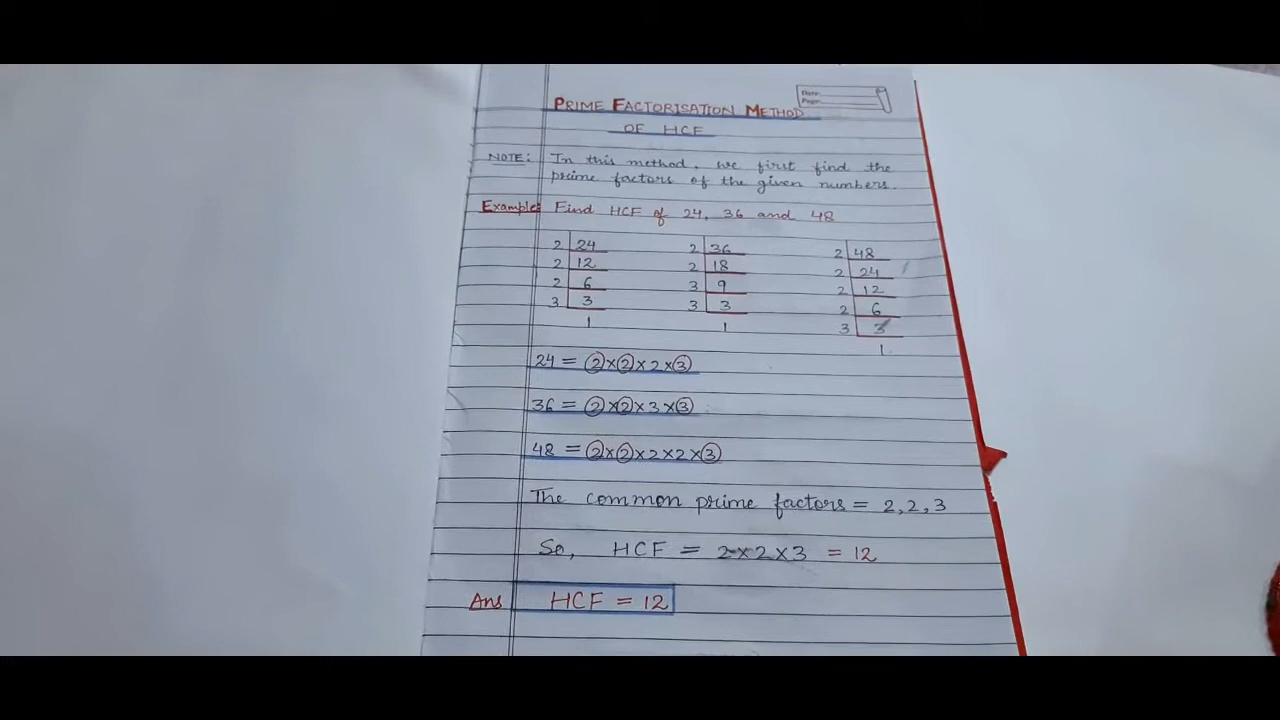 Date:
Page:
PRIME FACTORISATION METHOD
OF HCF
NOTE: In this method, we first find the
prime factors of the given numbers.
Example: Find HCF of 24, 36 and 48
2 24 2 36 2 48
2 12 2 18 2 24
2 6 3 9 2 12
3 3 3 3 2 6
1 1 3 3
1
24 = 2 × 2 × 2 × 3
36 = 2 × 2 × 3 × 3
48 = 2 × 2 × 2 × 2 × 3
The common prime factors = 2, 2, 3
So, HCF = 2 × 2 × 3 = 12
Ans HCF = 12